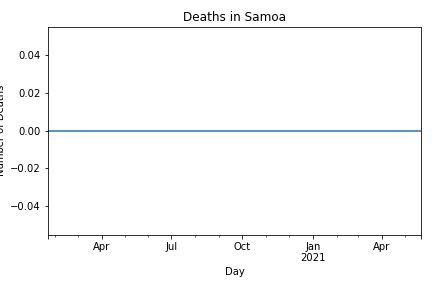 Deaths in Samoa
Number of Deaths
0.04
0.02
0.00
−0.02
−0.04
Apr
Jul
Oct
Jan
2021
Apr
Day